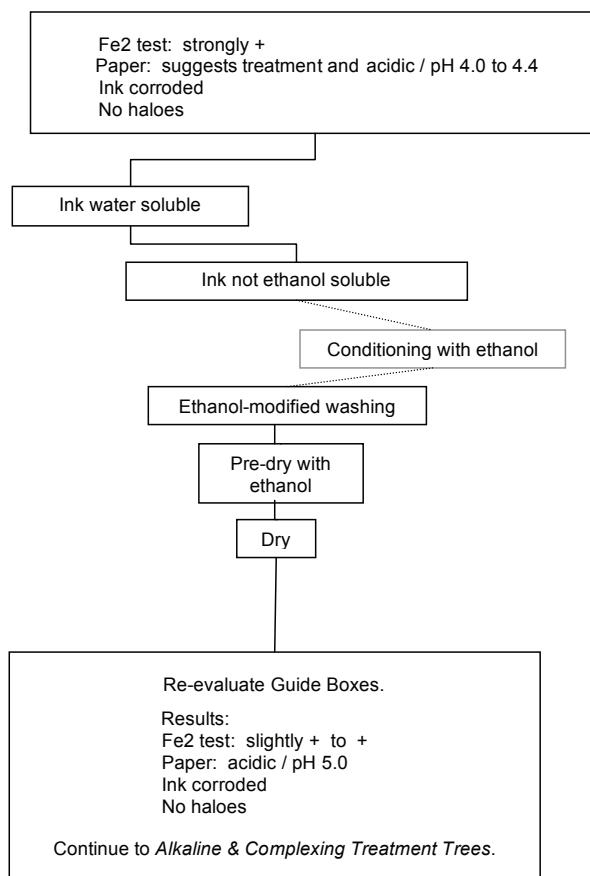 Fe2 test:  strongly +
Paper:  suggests treatment and acidic / pH 4.0 to 4.4
Ink corroded
No haloes
Ink water soluble
Ink not ethanol soluble
Conditioning with ethanol
Ethanol-modified washing
Pre-dry with
ethanol
Dry
Re-evaluate Guide Boxes.
Results:
Fe2 test:  slightly +  to  +
Paper:  acidic / pH 5.0
Ink corroded
No haloes
Continue to Alkaline & Complexing Treatment Trees.